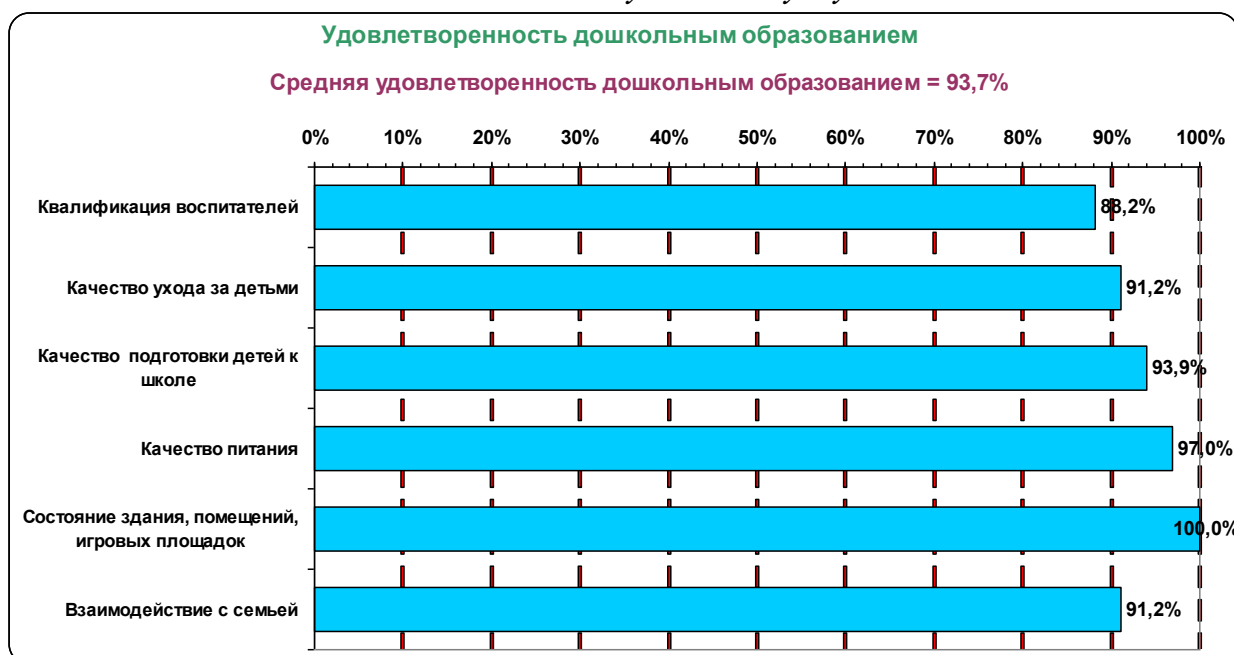 Удовлетворенность дошкольным образованием
Средняя удовлетворенность дошкольным образованием = 93,7%
0% 10% 20% 30% 40% 50% 60% 70% 80% 90% 100%
Квалификация воспитателей 88,2%
Качество ухода за детьми 91,2%
Качество подготовки детей к
школе 93,9%
Качество питания 97,0%
Состояние здания, помещений,
игровых площадок 100,0%
Взаимодействие с семьей 91,2%